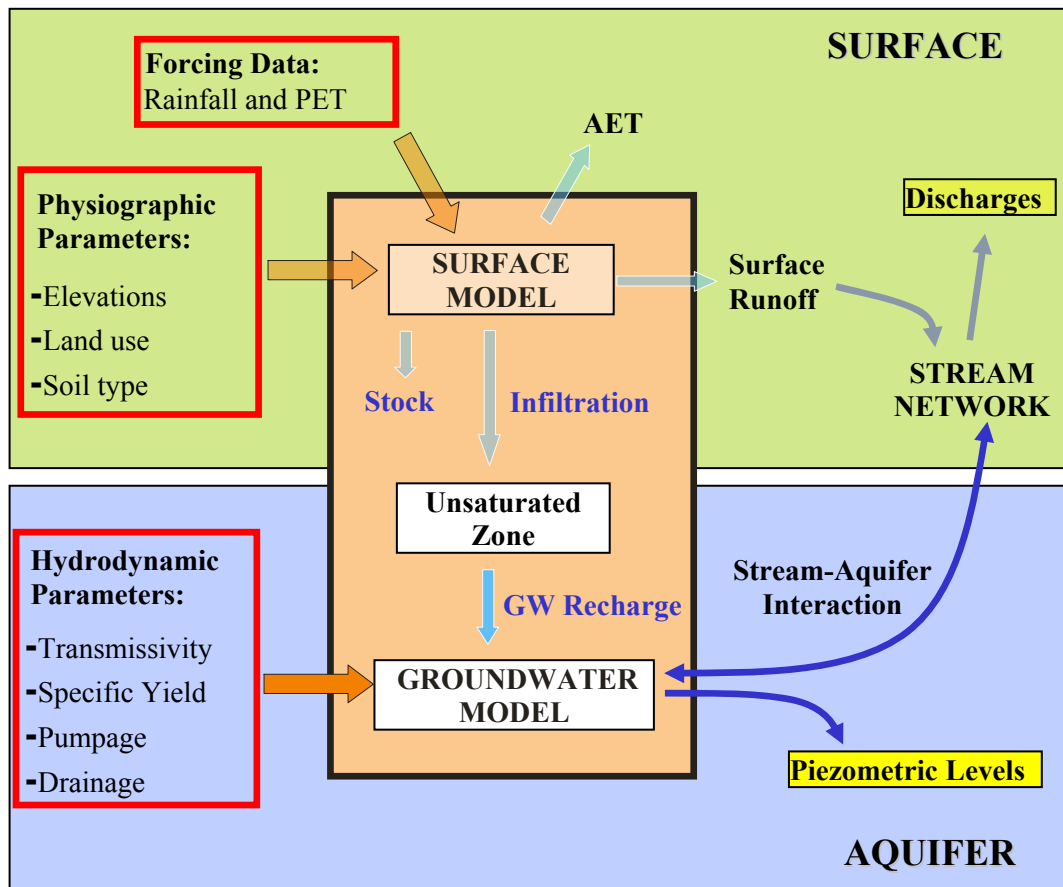 SURFACE
Forcing Data:
Rainfall and PET
AET
Physiographic
Parameters:
-Elevations
-Land use
-Soil type
Discharges
SURFACE
MODEL
Surface
Runoff
Stock
Infiltration
STREAM
NETWORK
Unsaturated
Zone
Hydrodynamic
Parameters:
-Transmissivity
-Specific Yield
-Pumpage
-Drainage
Stream-Aquifer
Interaction
GW Recharge
GROUNDWATER
MODEL
Piezometric Levels
AQUIFER